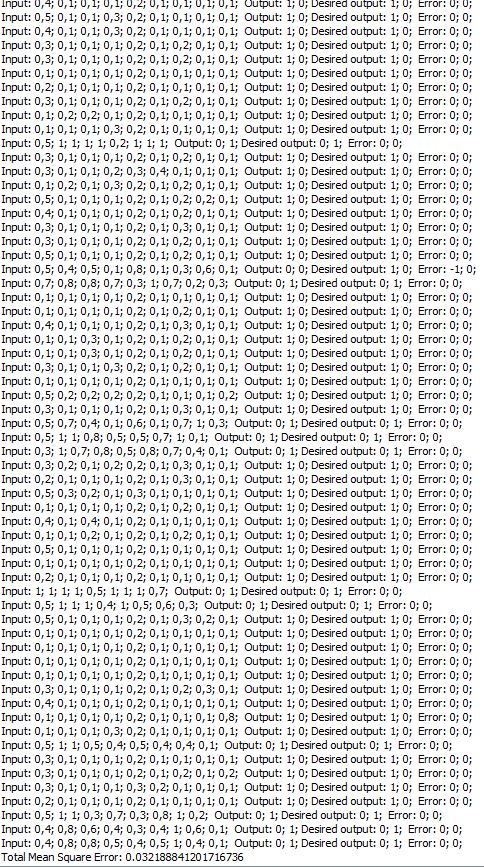 Input: 0,4; 0,1; 0,1; 0,1; 0,2; 0,1; 0,1; 0,1; 0,1; Output: 1; 0; Desired output: 1; 0; Error: 0; 0;
Input: 0,5; 0,1; 0,1; 0,3; 0,2; 0,1; 0,1; 0,1; 0,1; Output: 1; 0; Desired output: 1; 0; Error: 0; 0;
Input: 0,4; 0,1; 0,1; 0,3; 0,1; 0,1; 0,2; 0,1; 0,1; Output: 1; 0; Desired output: 1; 0; Error: 0; 0;
Input: 0,3; 0,1; 0,1; 0,1; 0,2; 0,1; 0,2; 0,1; 0,1; Output: 1; 0; Desired output: 1; 0; Error: 0; 0;
Input: 0,3; 0,1; 0,1; 0,1; 0,2; 0,1; 0,2; 0,1; 0,1; Output: 1; 0; Desired output: 1; 0; Error: 0; 0;
Input: 0,1; 0,1; 0,1; 0,1; 0,2; 0,1; 0,1; 0,1; 0,1; Output: 1; 0; Desired output: 1; 0; Error: 0; 0;
Input: 0,2; 0,1; 0,1; 0,1; 0,2; 0,1; 0,1; 0,1; 0,1; Output: 1; 0; Desired output: 1; 0; Error: 0; 0;
Input: 0,3; 0,1; 0,1; 0,1; 0,2; 0,1; 0,2; 0,1; 0,1; Output: 1; 0; Desired output: 1; 0; Error: 0; 0;
Input: 0,1; 0,2; 0,2; 0,1; 0,2; 0,1; 0,1; 0,1; 0,1; Output: 1; 0; Desired output: 1; 0; Error: 0; 0;
Input: 0,1; 0,1; 0,1; 0,3; 0,2; 0,1; 0,1; 0,1; 0,1; Output: 1; 0; Desired output: 1; 0; Error: 0; 0;
Input: 0,5; 1; 1; 1; 1; 0,2; 1; 1; 1; Output: 0; 1; Desired output: 0; 1; Error: 0; 0;
Input: 0,3; 0,1; 0,1; 0,1; 0,2; 0,1; 0,2; 0,1; 0,1; Output: 1; 0; Desired output: 1; 0; Error: 0; 0;
Input: 0,3; 0,1; 0,1; 0,2; 0,3; 0,4; 0,1; 0,1; 0,1; Output: 1; 0; Desired output: 1; 0; Error: 0; 0;
Input: 0,1; 0,2; 0,1; 0,3; 0,2; 0,1; 0,2; 0,1; 0,1; Output: 1; 0; Desired output: 1; 0; Error: 0; 0;
Input: 0,5; 0,1; 0,1; 0,1; 0,2; 0,1; 0,2; 0,2; 0,1; Output: 1; 0; Desired output: 1; 0; Error: 0; 0;
Input: 0,4; 0,1; 0,1; 0,1; 0,2; 0,1; 0,2; 0,1; 0,1; Output: 1; 0; Desired output: 1; 0; Error: 0; 0;
Input: 0,3; 0,1; 0,1; 0,1; 0,2; 0,1; 0,1; 0,1; 0,1; Output: 1; 0; Desired output: 1; 0; Error: 0; 0;
Input: 0,3; 0,1; 0,1; 0,1; 0,2; 0,1; 0,2; 0,1; 0,1; Output: 1; 0; Desired output: 1; 0; Error: 0; 0;
Input: 0,5; 0,1; 0,1; 0,1; 0,2; 0,1; 0,1; 0,1; 0,1; Output: 1; 0; Desired output: 1; 0; Error: 0; 0;
Input: 0,5; 0,4; 0,5; 0,1; 0,8; 0,1; 0,3; 0,6; 0,1; Output: 0; 0; Desired output: 1; 0; Error: -1; 0;
Input: 0,7; 0,8; 0,8; 0,7; 0,3; 1; 0,7; 0,2; 0,3; Output: 0; 1; Desired output: 0; 1; Error: 0; 0;
Input: 0,1; 0,1; 0,1; 0,1; 0,2; 0,1; 0,1; 0,1; 0,1; Output: 1; 0; Desired output: 1; 0; Error: 0; 0;
Input: 0,1; 0,1; 0,1; 0,1; 0,2; 0,1; 0,2; 0,1; 0,1; Output: 1; 0; Desired output: 1; 0; Error: 0; 0;
Input: 0,4; 0,1; 0,1; 0,1; 0,2; 0,1; 0,3; 0,1; 0,1; Output: 1; 0; Desired output: 1; 0; Error: 0; 0;
Input: 0,1; 0,1; 0,3; 0,1; 0,2; 0,1; 0,2; 0,1; 0,1; Output: 1; 0; Desired output: 1; 0; Error: 0; 0;
Input: 0,1; 0,1; 0,3; 0,1; 0,2; 0,1; 0,2; 0,1; 0,1; Output: 1; 0; Desired output: 1; 0; Error: 0; 0;
Input: 0,3; 0,1; 0,1; 0,3; 0,2; 0,1; 0,2; 0,1; 0,1; Output: 1; 0; Desired output: 1; 0; Error: 0; 0;
Input: 0,1; 0,1; 0,1; 0,1; 0,2; 0,1; 0,1; 0,1; 0,1; Output: 1; 0; Desired output: 1; 0; Error: 0; 0;
Input: 0,5; 0,2; 0,2; 0,2; 0,2; 0,1; 0,1; 0,1; 0,2; Output: 1; 0; Desired output: 1; 0; Error: 0; 0;
Input: 0,3; 0,1; 0,1; 0,1; 0,2; 0,1; 0,3; 0,1; 0,1; Output: 1; 0; Desired output: 1; 0; Error: 0; 0;
Input: 0,5; 0,7; 0,4; 0,1; 0,6; 0,1; 0,7; 1; 0,3; Output: 0; 1; Desired output: 0; 1; Error: 0; 0;
Input: 0,5; 1; 1; 0,8; 0,5; 0,5; 0,7; 1; 0,1; Output: 0; 1; Desired output: 0; 1; Error: 0; 0;
Input: 0,3; 1; 0,7; 0,8; 0,5; 0,8; 0,7; 0,4; 0,1; Output: 0; 1; Desired output: 0; 1; Error: 0; 0;
Input: 0,3; 0,2; 0,1; 0,2; 0,2; 0,1; 0,3; 0,1; 0,1; Output: 1; 0; Desired output: 1; 0; Error: 0; 0;
Input: 0,2; 0,1; 0,1; 0,1; 0,2; 0,1; 0,3; 0,1; 0,1; Output: 1; 0; Desired output: 1; 0; Error: 0; 0;
Input: 0,5; 0,3; 0,2; 0,1; 0,3; 0,1; 0,1; 0,1; 0,1; Output: 1; 0; Desired output: 1; 0; Error: 0; 0;
Input: 0,1; 0,1; 0,1; 0,1; 0,2; 0,1; 0,2; 0,1; 0,1; Output: 1; 0; Desired output: 1; 0; Error: 0; 0;
Input: 0,4; 0,1; 0,4; 0,1; 0,2; 0,1; 0,1; 0,1; 0,1; Output: 1; 0; Desired output: 1; 0; Error: 0; 0;
Input: 0,1; 0,1; 0,2; 0,1; 0,2; 0,1; 0,2; 0,1; 0,1; Output: 1; 0; Desired output: 1; 0; Error: 0; 0;
Input: 0,5; 0,1; 0,1; 0,1; 0,2; 0,1; 0,1; 0,1; 0,1; Output: 1; 0; Desired output: 1; 0; Error: 0; 0;
Input: 0,1; 0,1; 0,1; 0,1; 0,2; 0,1; 0,1; 0,1; 0,1; Output: 1; 0; Desired output: 1; 0; Error: 0; 0;
Input: 0,2; 0,1; 0,1; 0,1; 0,2; 0,1; 0,1; 0,1; 0,1; Output: 1; 0; Desired output: 1; 0; Error: 0; 0;
Input: 1; 1; 1; 1; 0,5; 1; 1; 1; 0,7; Output: 0; 1; Desired output: 0; 1; Error: 0; 0;
Input: 0,5; 1; 1; 1; 0,4; 1; 0,5; 0,6; 0,3; Output: 0; 1; Desired output: 0; 1; Error: 0; 0;
Input: 0,5; 0,1; 0,1; 0,1; 0,2; 0,1; 0,3; 0,2; 0,1; Output: 1; 0; Desired output: 1; 0; Error: 0; 0;
Input: 0,1; 0,1; 0,1; 0,1; 0,2; 0,1; 0,1; 0,1; 0,1; Output: 1; 0; Desired output: 1; 0; Error: 0; 0;
Input: 0,1; 0,1; 0,1; 0,1; 0,2; 0,1; 0,1; 0,1; 0,1; Output: 1; 0; Desired output: 1; 0; Error: 0; 0;
Input: 0,1; 0,1; 0,1; 0,1; 0,2; 0,1; 0,1; 0,1; 0,1; Output: 1; 0; Desired output: 1; 0; Error: 0; 0;
Input: 0,1; 0,1; 0,1; 0,1; 0,2; 0,1; 0,1; 0,1; 0,1; Output: 1; 0; Desired output: 1; 0; Error: 0; 0;
Input: 0,3; 0,1; 0,1; 0,1; 0,2; 0,1; 0,2; 0,3; 0,1; Output: 1; 0; Desired output: 1; 0; Error: 0; 0;
Input: 0,4; 0,1; 0,1; 0,1; 0,2; 0,1; 0,1; 0,1; 0,1; Output: 1; 0; Desired output: 1; 0; Error: 0; 0;
Input: 0,1; 0,1; 0,1; 0,1; 0,2; 0,1; 0,1; 0,1; 0,8; Output: 1; 0; Desired output: 1; 0; Error: 0; 0;
Input: 0,1; 0,1; 0,1; 0,3; 0,2; 0,1; 0,1; 0,1; 0,1; Output: 1; 0; Desired output: 1; 0; Error: 0; 0;
Input: 0,5; 1; 1; 0,5; 0,4; 0,5; 0,4; 0,4; 0,1; Output: 0; 1; Desired output: 0; 1; Error: 0; 0;
Input: 0,3; 0,1; 0,1; 0,1; 0,2; 0,1; 0,1; 0,1; 0,1; Output: 1; 0; Desired output: 1; 0; Error: 0; 0;
Input: 0,3; 0,1; 0,1; 0,1; 0,2; 0,1; 0,2; 0,1; 0,2; Output: 1; 0; Desired output: 1; 0; Error: 0; 0;
Input: 0,3; 0,1; 0,1; 0,1; 0,3; 0,2; 0,1; 0,1; 0,1; Output: 1; 0; Desired output: 1; 0; Error: 0; 0;
Input: 0,2; 0,1; 0,1; 0,1; 0,2; 0,1; 0,1; 0,1; 0,1; Output: 1; 0; Desired output: 1; 0; Error: 0; 0;
Input: 0,5; 1; 1; 0,3; 0,7; 0,3; 0,8; 1; 0,2; Output: 0; 1; Desired output: 0; 1; Error: 0; 0;
Input: 0,4; 0,8; 0,6; 0,4; 0,3; 0,4; 1; 0,6; 0,1; Output: 0; 1; Desired output: 0; 1; Error: 0; 0;
Input: 0,4; 0,8; 0,8; 0,5; 0,4; 0,5; 1; 0,4; 0,1; Output: 0; 1; Desired output: 0; 1; Error: 0; 0;
Total Mean Square Error: 0.032188841201716736